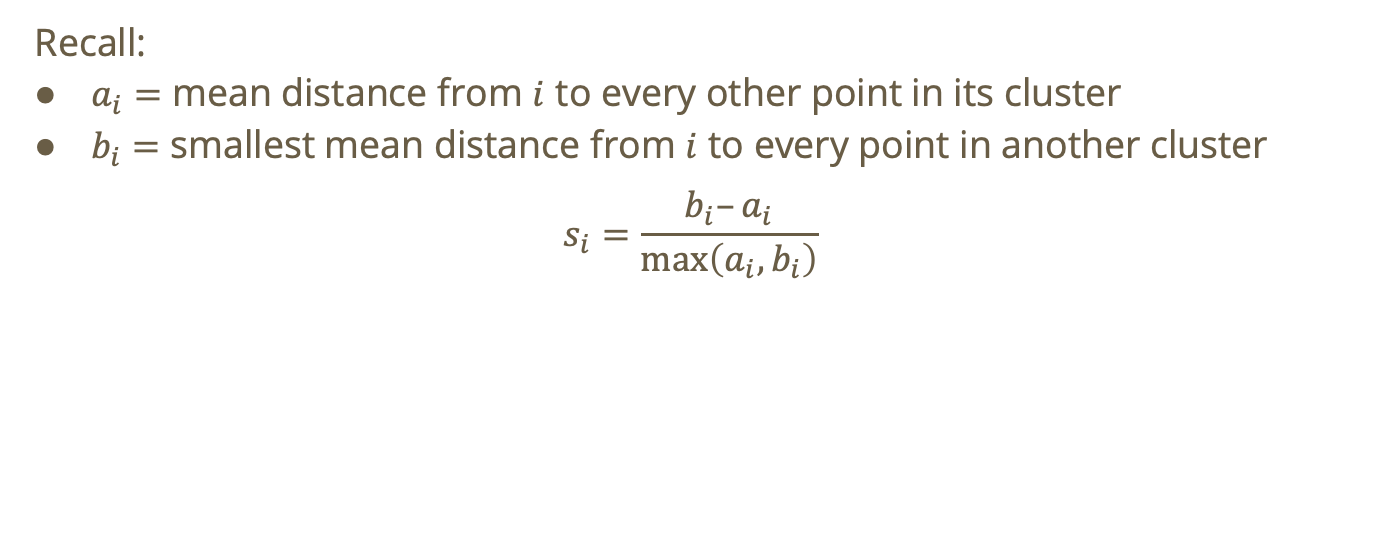 Recall:
● aᵢ = mean distance from i to every other point in its cluster
● bᵢ = smallest mean distance from i to every point in another cluster
bᵢ– aᵢ
sᵢ =
max(aᵢ, bᵢ)